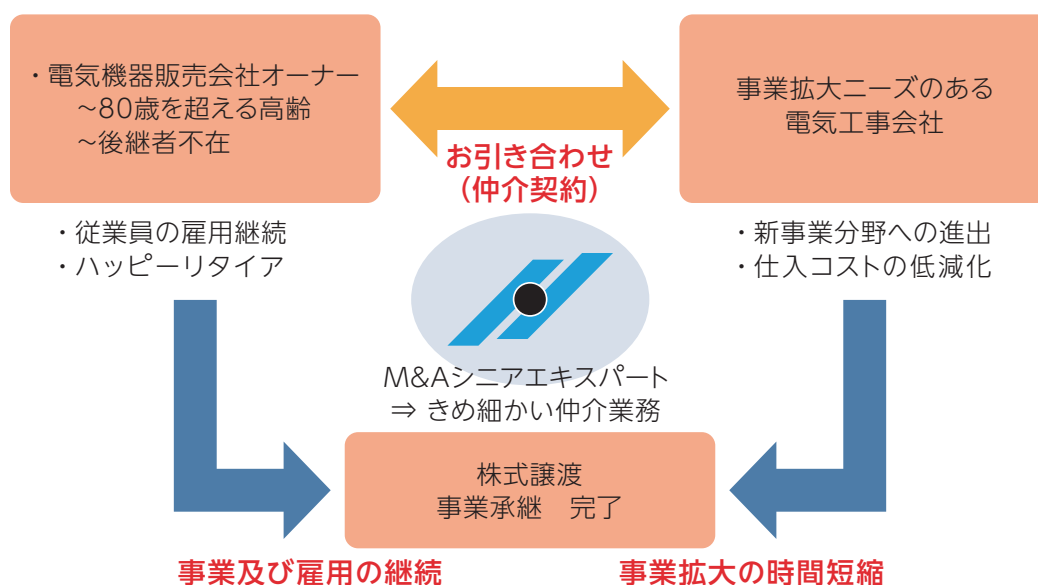 ・電気機器販売会社オーナー
～80歳を超える高齢
～後継者不在
お引き合わせ
（仲介契約）
事業拡大ニーズのある
電気工事会社
・従業員の雇用継続
・ハッピーリタイア
・新事業分野への進出
・仕入コストの低減化
M&Aシニアエキスパート
⇒ きめ細かい仲介業務
株式譲渡
事業承継　完了
事業及び雇用の継続
事業拡大の時間短縮